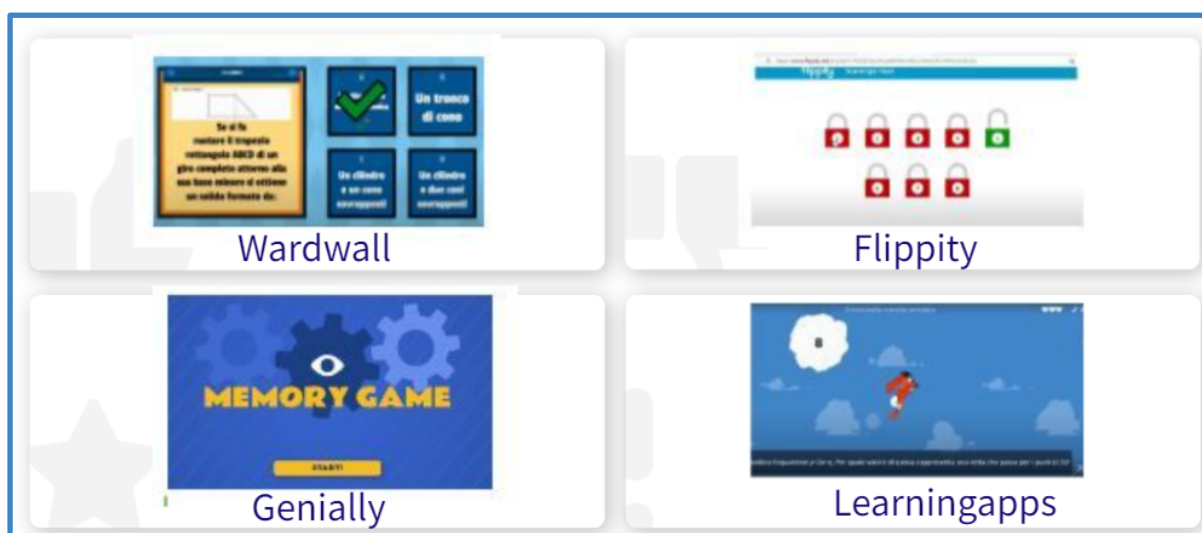 Se si fa
ruotare il trapezio
rettangolo ABCD di un
giro completo attorno alla
sua base minore si ottiene
un solido formato da:
Un tronco
di cono
Un cilindro
e un cono
sovrapposti
Un cilindro
e due coni
sovrapposti
Wardwall
flippity
Flippity
MEMORY GAME
START!
Genially
8
Learningapps